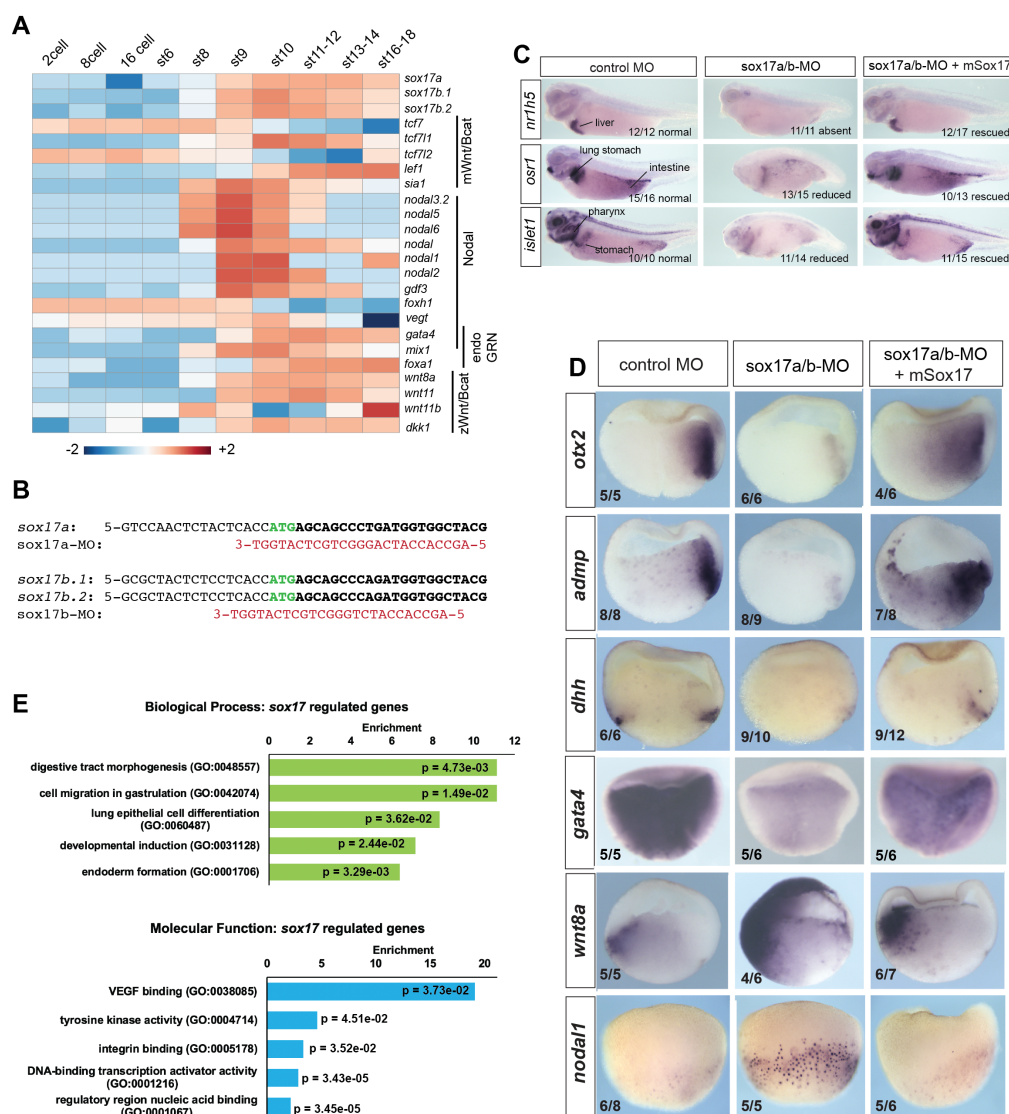 A
2cell 8cell 16 cell st6 st8 st9 st10 st11-12 st13-14 st16-18
sox17a
sox17b.1
sox17b.2
tcf7
tcf7l1
tcf7l2
lef1
sia1
nodal3.2
nodal5
nodal6
nodal
nodal1
nodal2
gdf3
foxh1
vegt
gata4
mix1
foxa1
wnt8a
wnt11
wnt11b
dkk1
mWnt/Bcat
Nodal
endo
GRN
zWnt/Bcat
-2 +2
B
sox17a: 5-GTCCAACTCTACTCACCATGAGCAGCCCTGATGGTGGCTACG
sox17a-MO: 3-TGGTACTCGTCGGGACTACCACCGA-5
sox17b.1: 5-GCGCTACTCTCCTCACCATGAGCAGCCCAGATGGTGGCTACG
sox17b.2: 5-GCGCTACTCTCCTCACCATGAGCAGCCCAGATGGTGGCTACG
sox17b-MO: 3-TGGTACTCGTCGGGTCTACCACCGA-5
C
control MO sox17a/b-MO sox17a/b-MO + mSox17
nr1h5
liver
12/12 normal 11/11 absent 12/17 rescued
osr1
lung stomach
intestine
15/16 normal 13/15 reduced 10/13 rescued
islet1
pharynx
stomach
10/10 normal 11/14 reduced 11/15 rescued
D
control MO sox17a/b-MO sox17a/b-MO
+ mSox17
otx2
5/5 6/6 4/6
admp
8/8 8/9 7/8
dhh
6/6 9/10 9/12
gata4
5/5 5/6 5/6
wnt8a
5/5 4/6 6/7
nodal1
6/8 5/5 5/6
E
Biological Process: sox17 regulated genes
Enrichment
0 2 4 6 8 10 12
digestive tract morphogenesis (GO:0048557) p = 4.73e-03
cell migration in gastrulation (GO:0042074) p = 1.49e-02
lung epithelial cell differentiation
(GO:0060487) p = 3.62e-02
developmental induction (GO:0031128) p = 2.44e-02
endoderm formation (GO:0001706) p = 3.29e-03
Molecular Function: sox17 regulated genes
Enrichment
0 5 10 15 20
VEGF binding (GO:0038085) p = 3.73e-02
tyrosine kinase activity (GO:0004714) p = 4.51e-02
integrin binding (GO:0005178) p = 3.52e-02
DNA-binding transcription activator activity
(GO:0001216) p = 3.43e-05
regulatory region nucleic acid binding
(GO:0001067) p = 3.45e-05